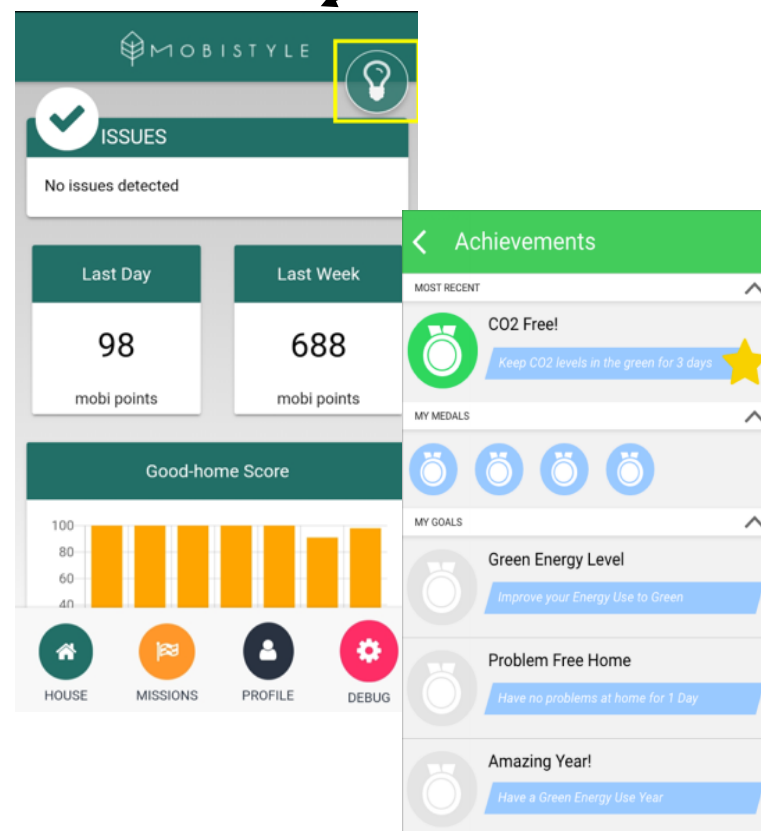 MOBISTYLE
ISSUES
No issues detected
Last Day
98
mobi points
Last Week
688
mobi points
Good-home Score
100
80
60
40
HOUSE
MISSIONS
PROFILE
DEBUG
Achievements
MOST RECENT
CO2 Free!
Keep CO2 levels in the green for 3 days
MY MEDALS
MY GOALS
Green Energy Level
Improve your Energy Use to Green
Problem Free Home
Have no problems at home for 1 Day
Amazing Year!
Have a Green Energy Use Year